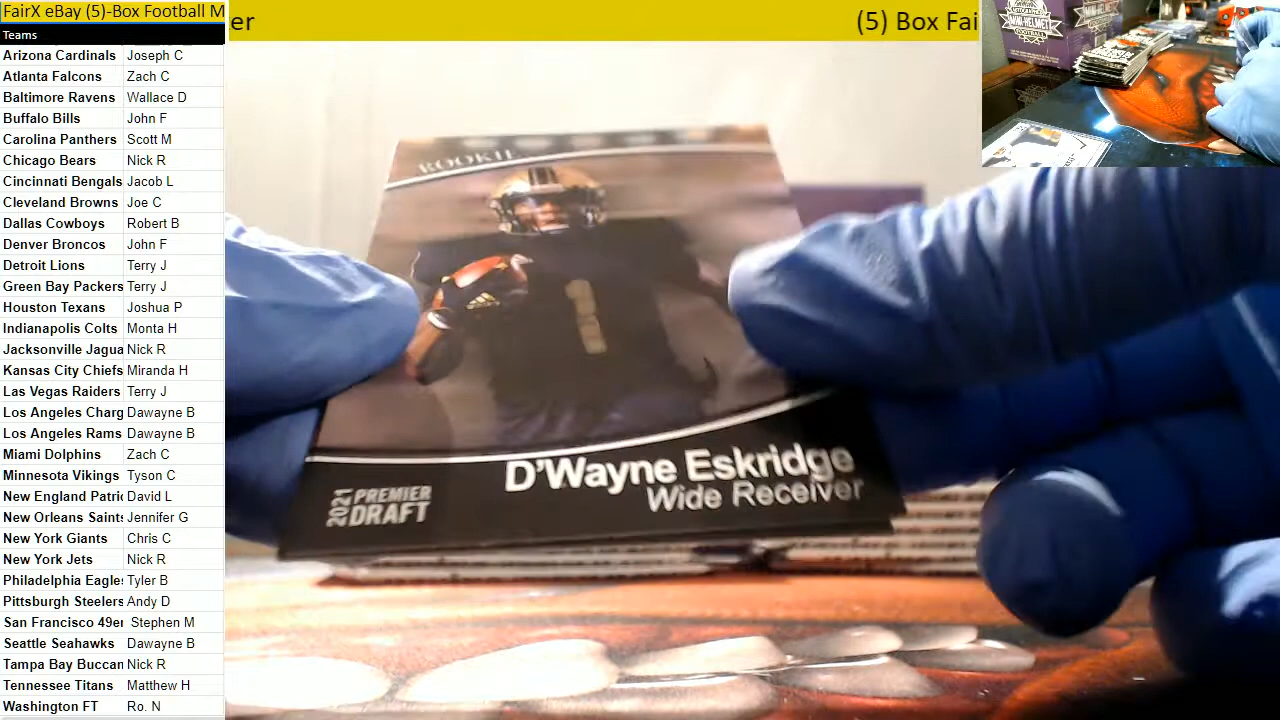 FairX eBay (5)-Box Football M
er
(5) Box Fai
Teams
Arizona Cardinals Joseph C
Atlanta Falcons Zach C
Baltimore Ravens Wallace D
Buffalo Bills John F
Carolina Panthers Scott M
Chicago Bears Nick R
Cincinnati Bengals Jacob L
Cleveland Browns Joe C
Dallas Cowboys Robert B
Denver Broncos John F
Detroit Lions Terry J
Green Bay Packers Terry J
Houston Texans Joshua P
Indianapolis Colts Monta H
Jacksonville Jagua Nick R
Kansas City Chiefs Miranda H
Las Vegas Raiders Terry J
Los Angeles Charg Dawayne B
Los Angeles Rams Dawayne B
Miami Dolphins Zach C
Minnesota Vikings Tyson C
New England Patric David L
New Orleans Saints Jennifer G
New York Giants Chris C
New York Jets Nick R
Philadelphia Eagles Tyler B
Pittsburgh Steelers Andy D
San Francisco 49er Stephen M
Seattle Seahawks Dawayne B
Tampa Bay Buccan Nick R
Tennessee Titans Matthew H
Washington FT Ro. N
ROOKIE
1
D'Wayne Eskridge
Wide Receiver
2021 PREMIER
DRAFT
MINI-HELMET
FOOTBALL